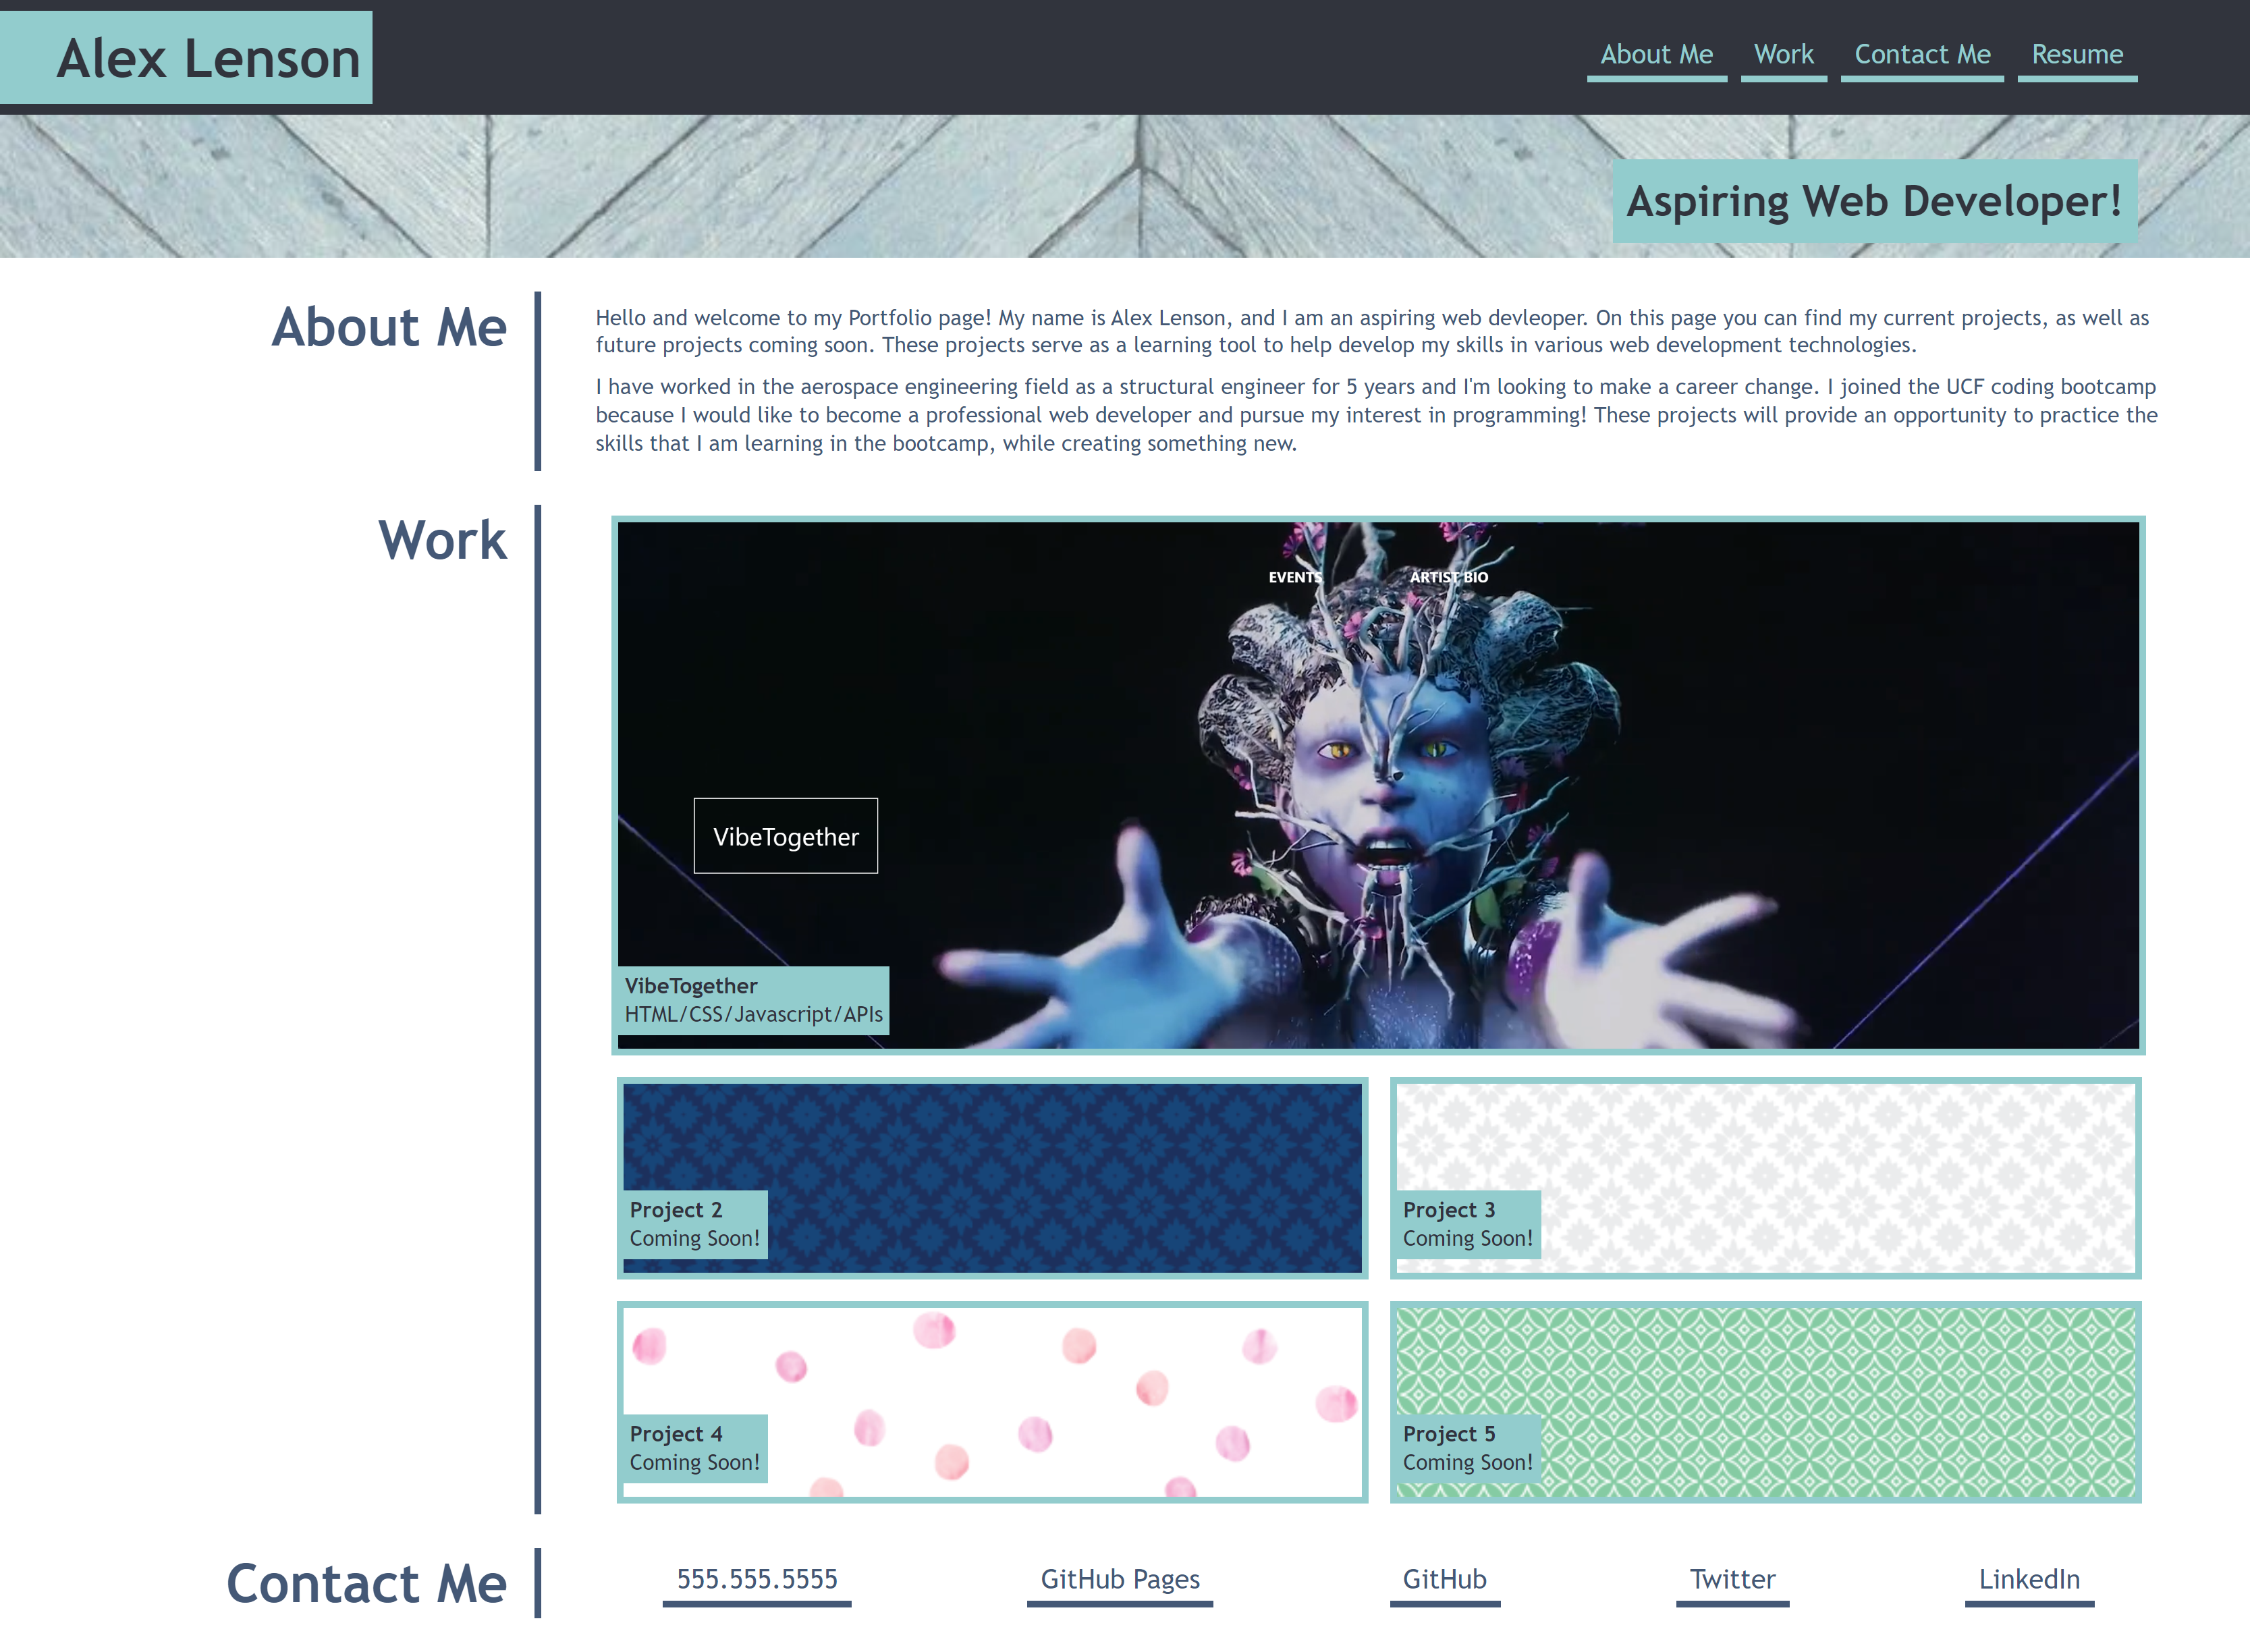 Alex Lenson
About Me Work Contact Me Resume
Aspiring Web Developer!
About Me
Hello and welcome to my Portfolio page! My name is Alex Lenson, and I am an aspiring web devleoper. On this page you can find my current projects, as well as
future projects coming soon. These projects serve as a learning tool to help develop my skills in various web development technologies.
I have worked in the aerospace engineering field as a structural engineer for 5 years and I'm looking to make a career change. I joined the UCF coding bootcamp
because I would like to become a professional web developer and pursue my interest in programming! These projects will provide an opportunity to practice the
skills that I am learning in the bootcamp, while creating something new.
Work
EVENTS ARTIST BIO
VibeTogether
VibeTogether
HTML/CSS/Javascript/APIs
Project 2
Coming Soon!
Project 3
Coming Soon!
Project 4
Coming Soon!
Project 5
Coming Soon!
Contact Me
555.555.5555 GitHub Pages GitHub Twitter LinkedIn